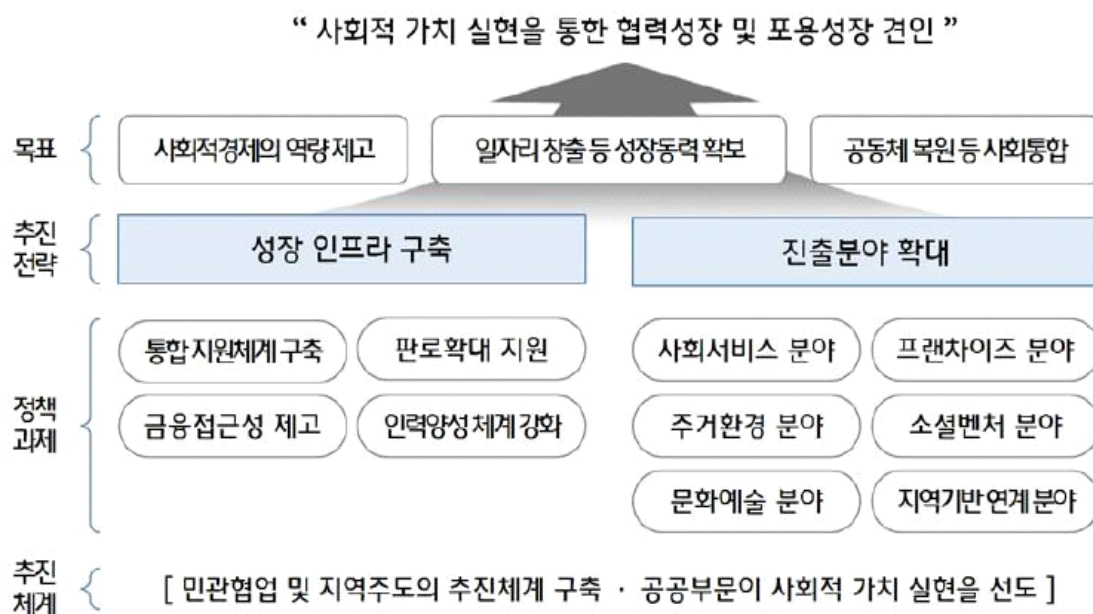 “ 사회적 가치 실현을 통한 협력성장 및 포용성장 견인 ”
목표
사회적경제의 역량 제고
일자리 창출 등 성장동력 확보
공동체 복원 등 사회통합
추진
전략
성장 인프라 구축
진출분야 확대
정책
과제
통합 지원체계 구축
판로확대 지원
사회서비스 분야
프랜차이즈 분야
금융접근성 제고
인력양성 체계 강화
주거환경 분야
소셜벤처 분야
문화예술 분야
지역기반 연계 분야
추진
체계
[ 민관협업 및 지역주도의 추진체계 구축 · 공공부문이 사회적 가치 실현을 선도 ]